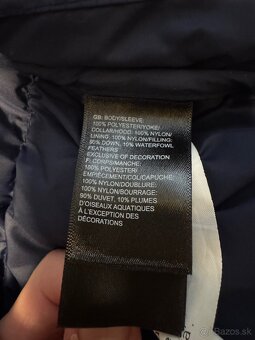 GB: BODY/SLEEVE:
100% POLYESTER/YOKE/
COLLAR/HOOD: 100% NYLON/
LINING: 100% NYLON/FILLING:
90% DOWN, 10% WATERFOWL
FEATHERS
EXCLUSIVE OF DECORATION
F: CORPS/MANCHE:
100% POLYESTER/
EMPIÈCEMENT/COL/CAPUCHE:
100% NYLON/DOUBLURE:
100% NYLON/BOURRAGE:
90% DUVET, 10% PLUMES
D'OISEAUX AQUATIQUES
À L'EXCEPTION DES
DÉCORATIONS
bazos.sk